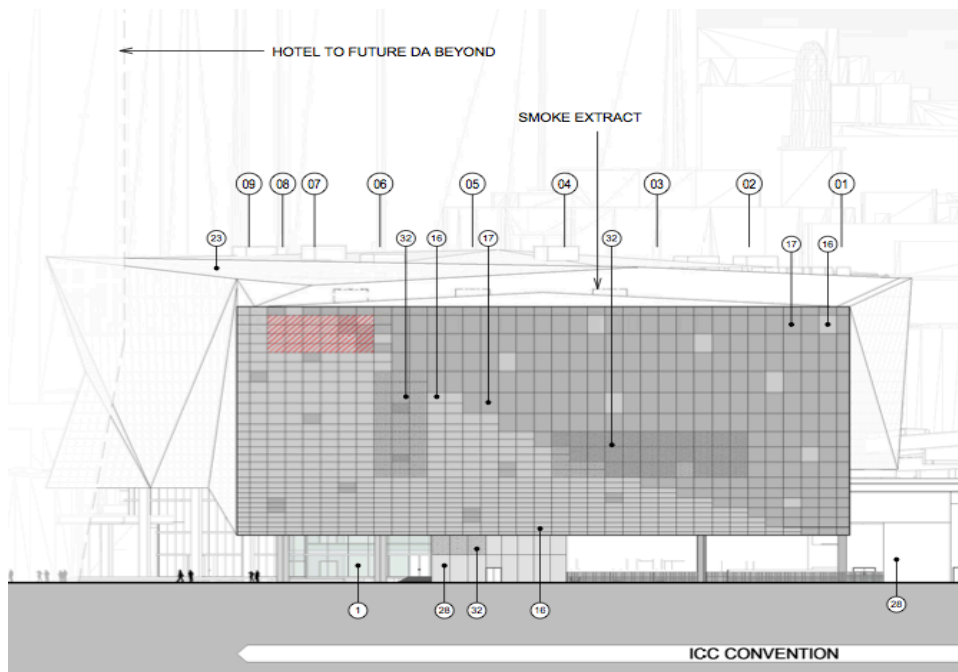 HOTEL TO FUTURE DA BEYOND
SMOKE EXTRACT
09 08 07 06 05 04 03 02 01
23 32 16 17 32 17 16
1 28 32 16 28
ICC CONVENTION